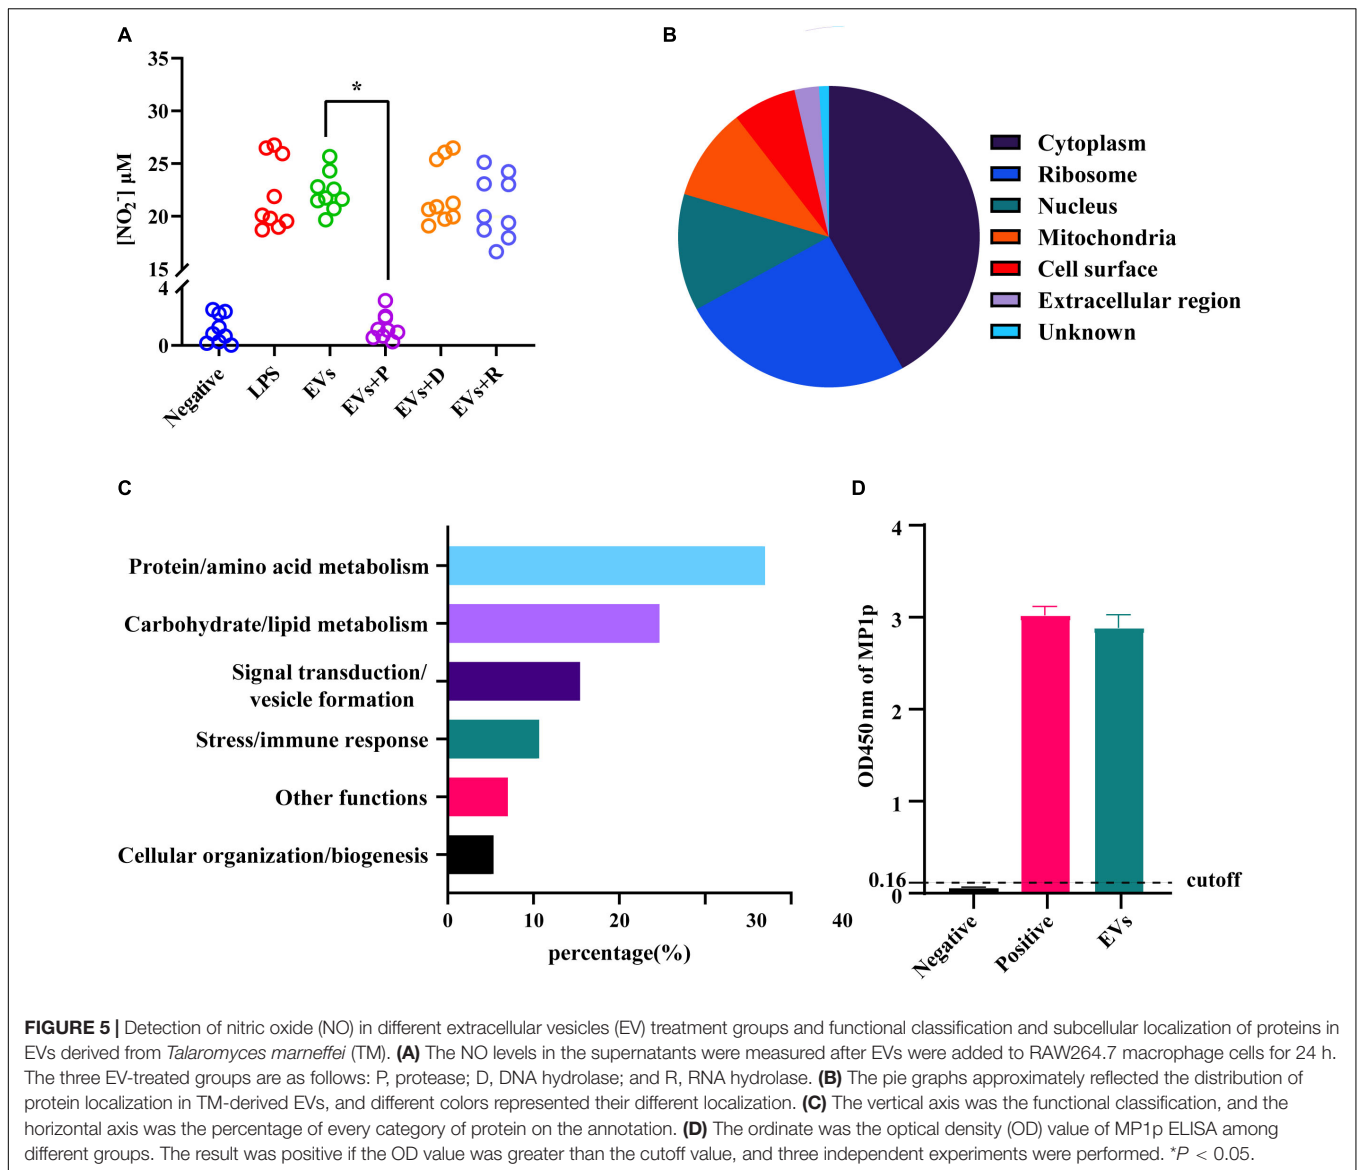 A
35
30
25
20
15
4
0
[NO2-] μM
*
Negative
LPS
EVs
EVs+P
EVs+D
EVs+R
B
Cytoplasm
Ribosome
Nucleus
Mitochondria
Cell surface
Extracellular region
Unknown
C
Protein/amino acid metabolism
Carbohydrate/lipid metabolism
Signal transduction/
vesicle formation
Stress/immune response
Other functions
Cellular organization/biogenesis
0 10 20 30 40
percentage(%)
D
4
3
2
1
0.16
0
OD450 nm of MP1p
cutoff
Negative
Positive
EVs
FIGURE 5 | Detection of nitric oxide (NO) in different extracellular vesicles (EV) treatment groups and functional classification and subcellular localization of proteins in
EVs derived from Talaromyces marneffei (TM). (A) The NO levels in the supernatants were measured after EVs were added to RAW264.7 macrophage cells for 24 h.
The three EV-treated groups are as follows: P, protease; D, DNA hydrolase; and R, RNA hydrolase. (B) The pie graphs approximately reflected the distribution of
protein localization in TM-derived EVs, and different colors represented their different localization. (C) The vertical axis was the functional classification, and the
horizontal axis was the percentage of every category of protein on the annotation. (D) The ordinate was the optical density (OD) value of MP1p ELISA among
different groups. The result was positive if the OD value was greater than the cutoff value, and three independent experiments were performed. *P < 0.05.